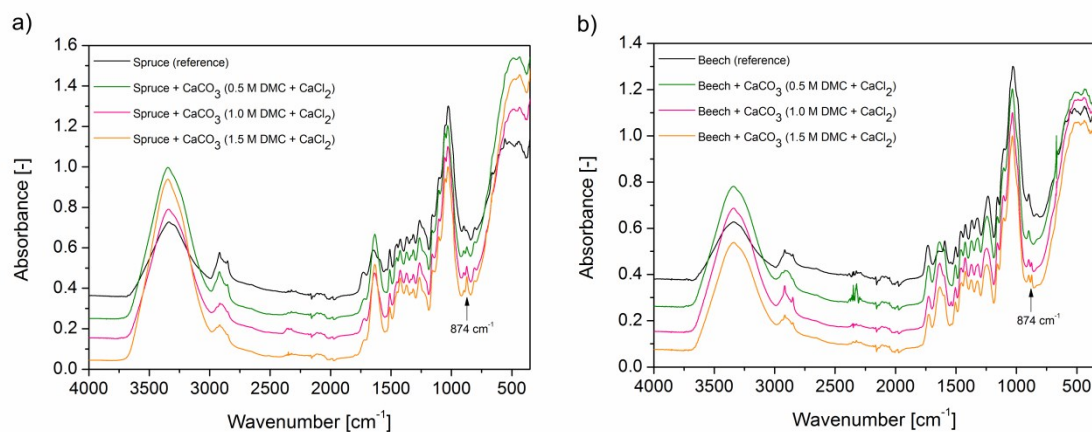 a)
Absorbance [-]
1.6
1.4
1.2
1.0
0.8
0.6
0.4
0.2
0.0
Spruce (reference)
Spruce + CaCO₃ (0.5 M DMC + CaCl₂)
Spruce + CaCO₃ (1.0 M DMC + CaCl₂)
Spruce + CaCO₃ (1.5 M DMC + CaCl₂)
874 cm⁻¹
4000 3500 3000 2500 2000 1500 1000 500
Wavenumber [cm⁻¹]
b)
Absorbance [-]
1.4
1.2
1.0
0.8
0.6
0.4
0.2
0.0
Beech (reference)
Beech + CaCO₃ (0.5 M DMC + CaCl₂)
Beech + CaCO₃ (1.0 M DMC + CaCl₂)
Beech + CaCO₃ (1.5 M DMC + CaCl₂)
874 cm⁻¹
4000 3500 3000 2500 2000 1500 1000 500
Wavenumber [cm⁻¹]